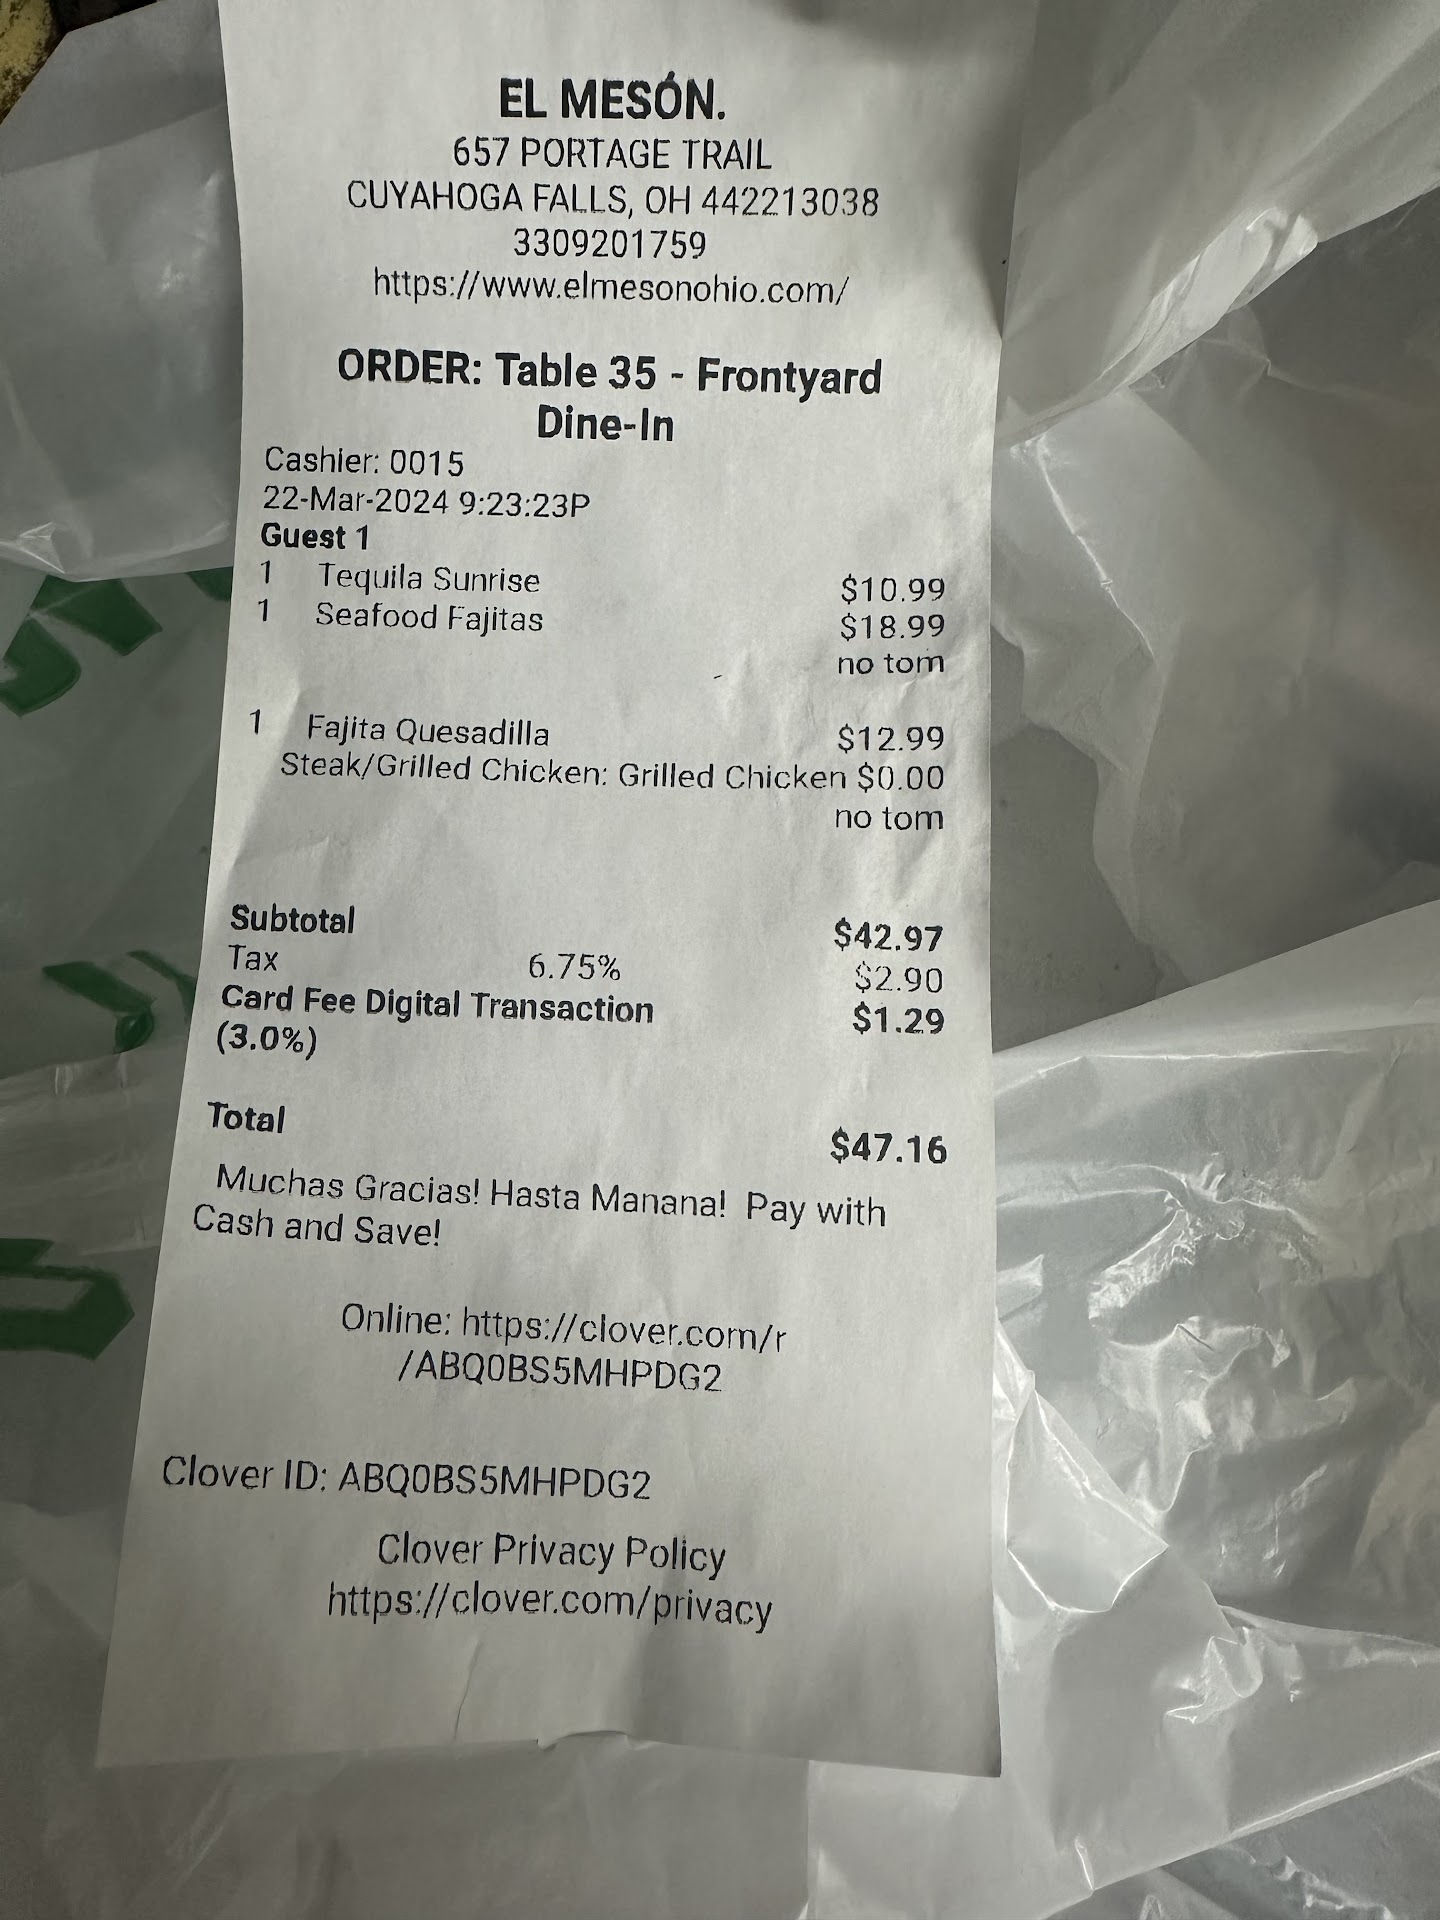 EL MESÓN.
657 PORTAGE TRAIL
CUYAHOGA FALLS, OH 442213038
3309201759
https://www.elmesonohio.com/
ORDER: Table 35 - Frontyard
Dine-In
Cashier: 0015
22-Mar-2024 9:23:23P
Guest 1
1 Tequila Sunrise $10.99
1 Seafood Fajitas $18.99
no tom
1 Fajita Quesadilla $12.99
Steak/Grilled Chicken: Grilled Chicken $0.00
no tom
Subtotal $42.97
Tax 6.75% $2.90
Card Fee Digital Transaction $1.29
(3.0%)
Total $47.16
Muchas Gracias! Hasta Manana! Pay with
Cash and Save!
Online: https://clover.com/r
/ABQ0BS5MHPDG2
Clover ID: ABQ0BS5MHPDG2
Clover Privacy Policy
https://clover.com/privacy